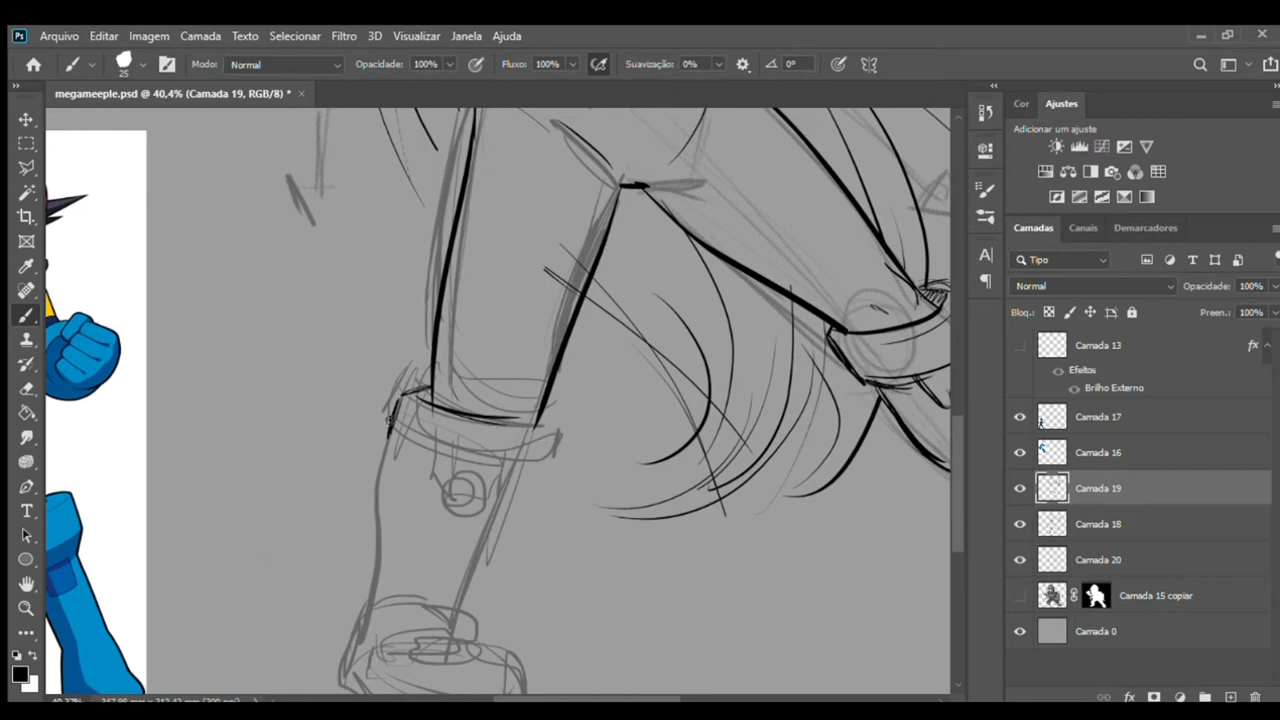 Ps Arquivo Editar Imagem Camada Texto Selecionar Filtro 3D Visualizar Janela Ajuda
25 Modo: Normal Opacidade: 100% Fluxo: 100% Suavização: 0% 0°
megameeple.psd @ 40,4% (Camada 19, RGB/8) *
Cor Ajustes
Adicionar um ajuste
Camadas Canais Demarcadores
Tipo
Normal Opacidade: 100%
Bloq.: Preen.: 100%
Camada 13 fx
Efeitos
Brilho Externo
Camada 17
Camada 16
Camada 19
Camada 18
Camada 20
Camada 15 copiar
Camada 0